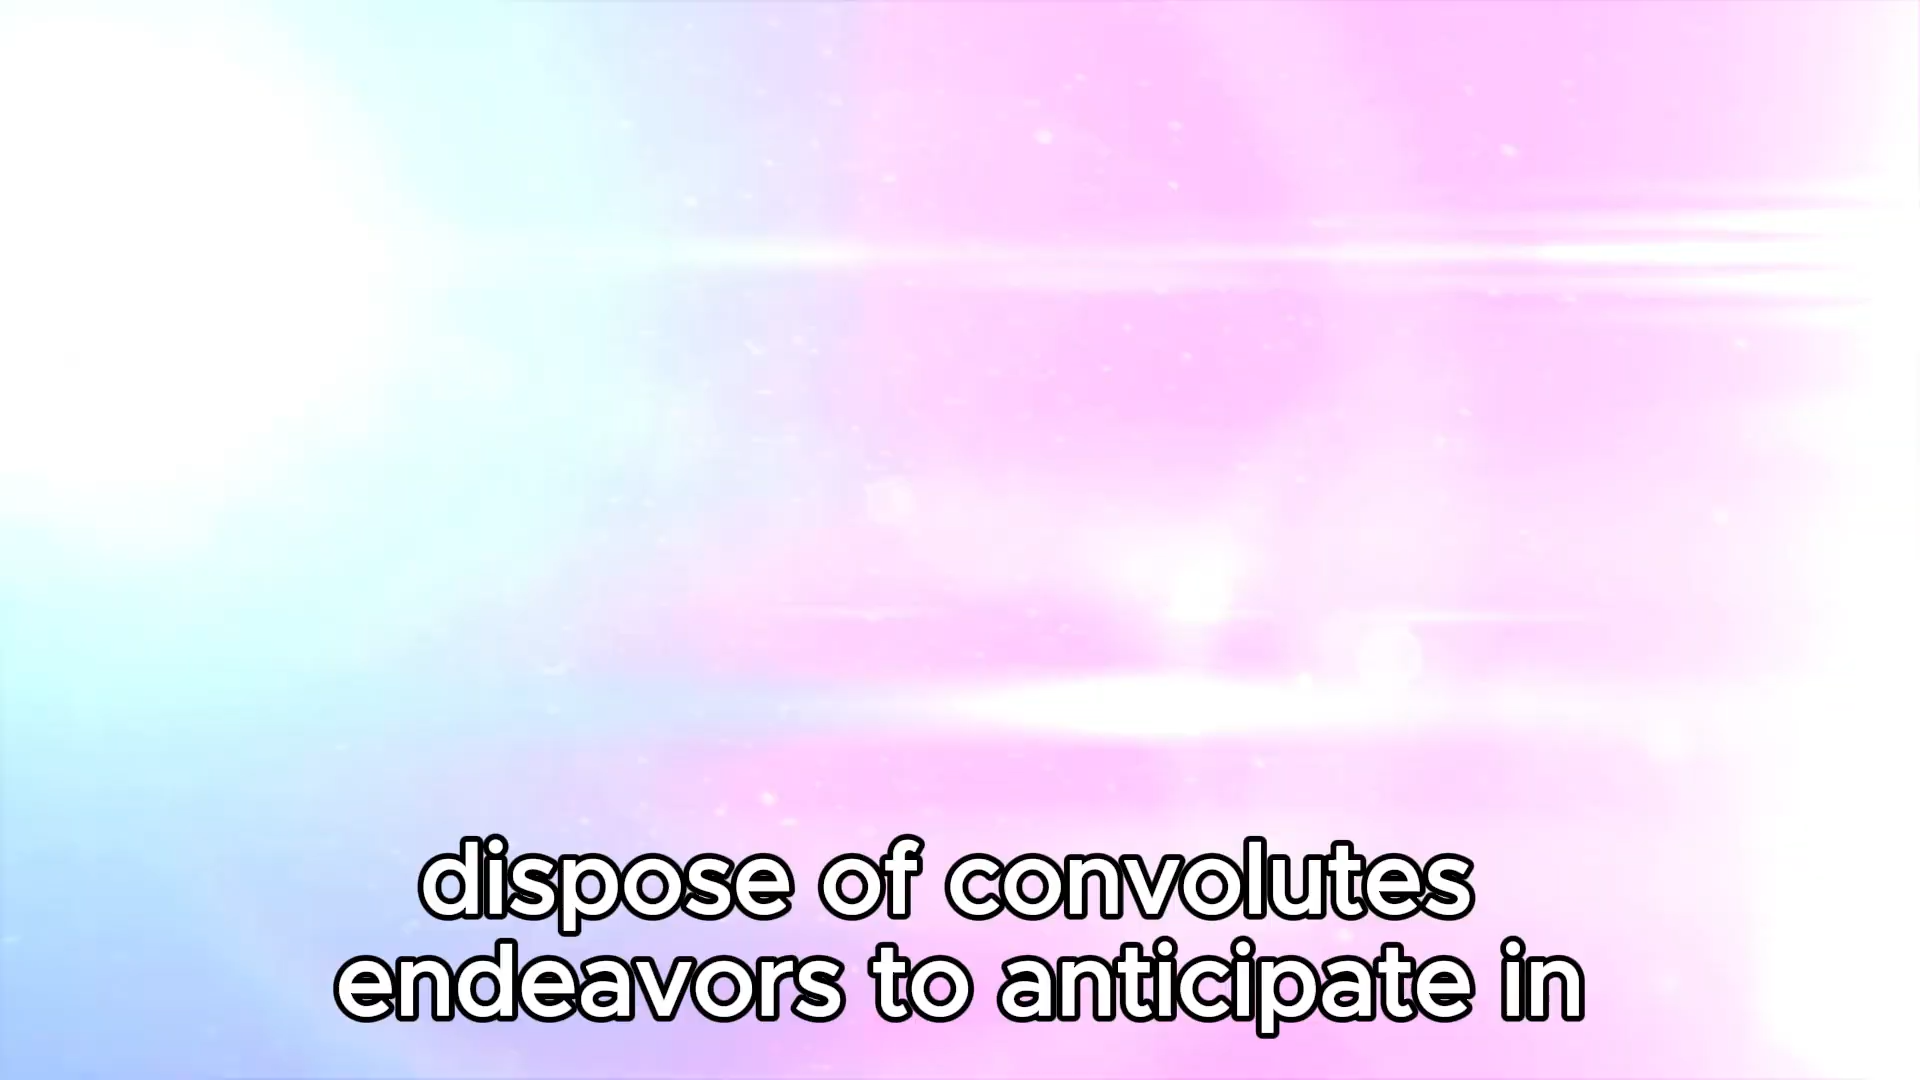 dispose of convolutes
endeavors to anticipate in